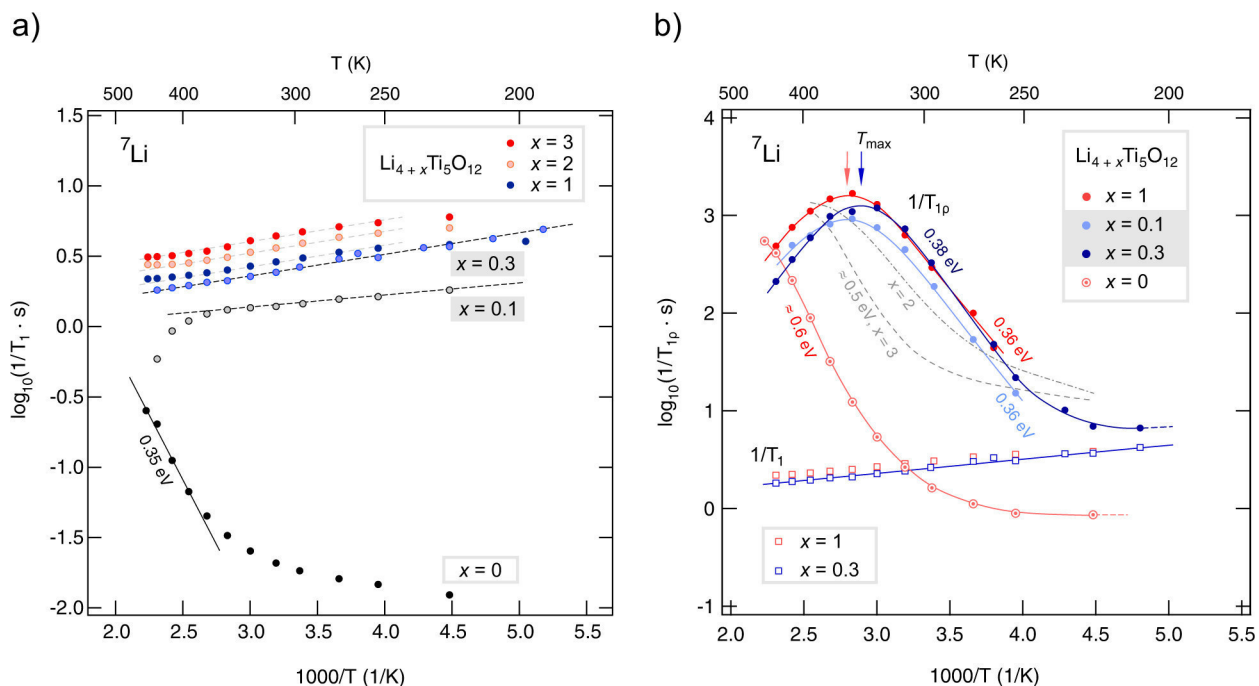 a)
T (K)
500 400 300 250 200
⁷Li
Li₄₊ₓTi₅O₁₂
x = 3
x = 2
x = 1
x = 0.3
x = 0.1
0.35 eV
x = 0
log₁₀(1/T₁ · s)
1.5
1.0
0.5
0.0
-0.5
-1.0
-1.5
-2.0
2.0 2.5 3.0 3.5 4.0 4.5 5.0 5.5
1000/T (1/K)
b)
T (K)
500 400 300 250 200
⁷Li
Tmax
Li₄₊ₓTi₅O₁₂
x = 1
x = 0.1
x = 0.3
x = 0
1/T₁ρ
0.38 eV
x = 2
≈0.5 eV, x = 3
≈ 0.6 eV
0.36 eV
0.36 eV
1/T₁
x = 1
x = 0.3
log₁₀(1/T₁ρ · s)
4
3
2
1
0
-1
2.0 2.5 3.0 3.5 4.0 4.5 5.0 5.5
1000/T (1/K)